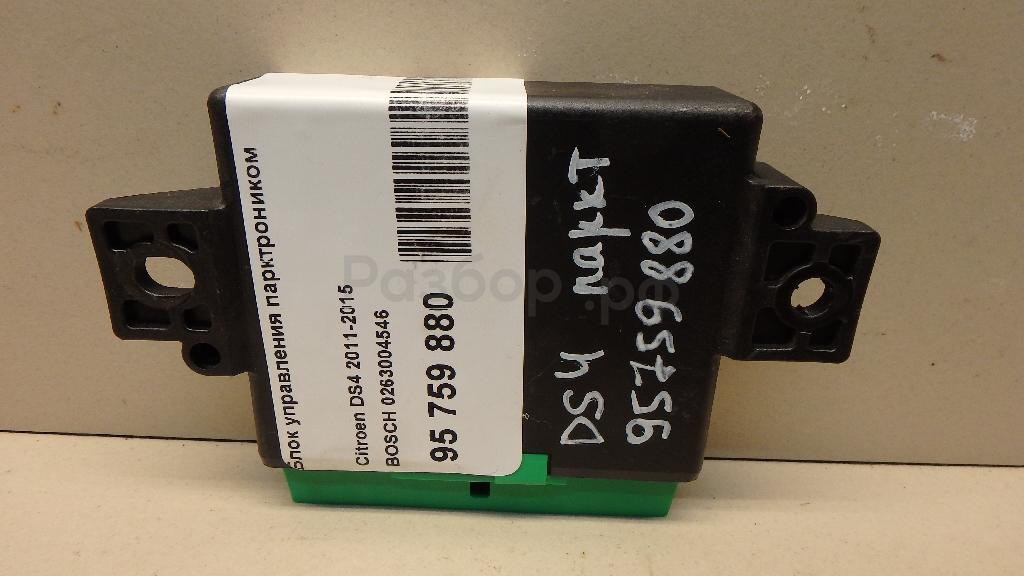 Блок управления парктроником
Citroen DS4 2011-2015
BOSCH 0263004546
95 759 880
DS4 паркт
95759880
Разбор.рф